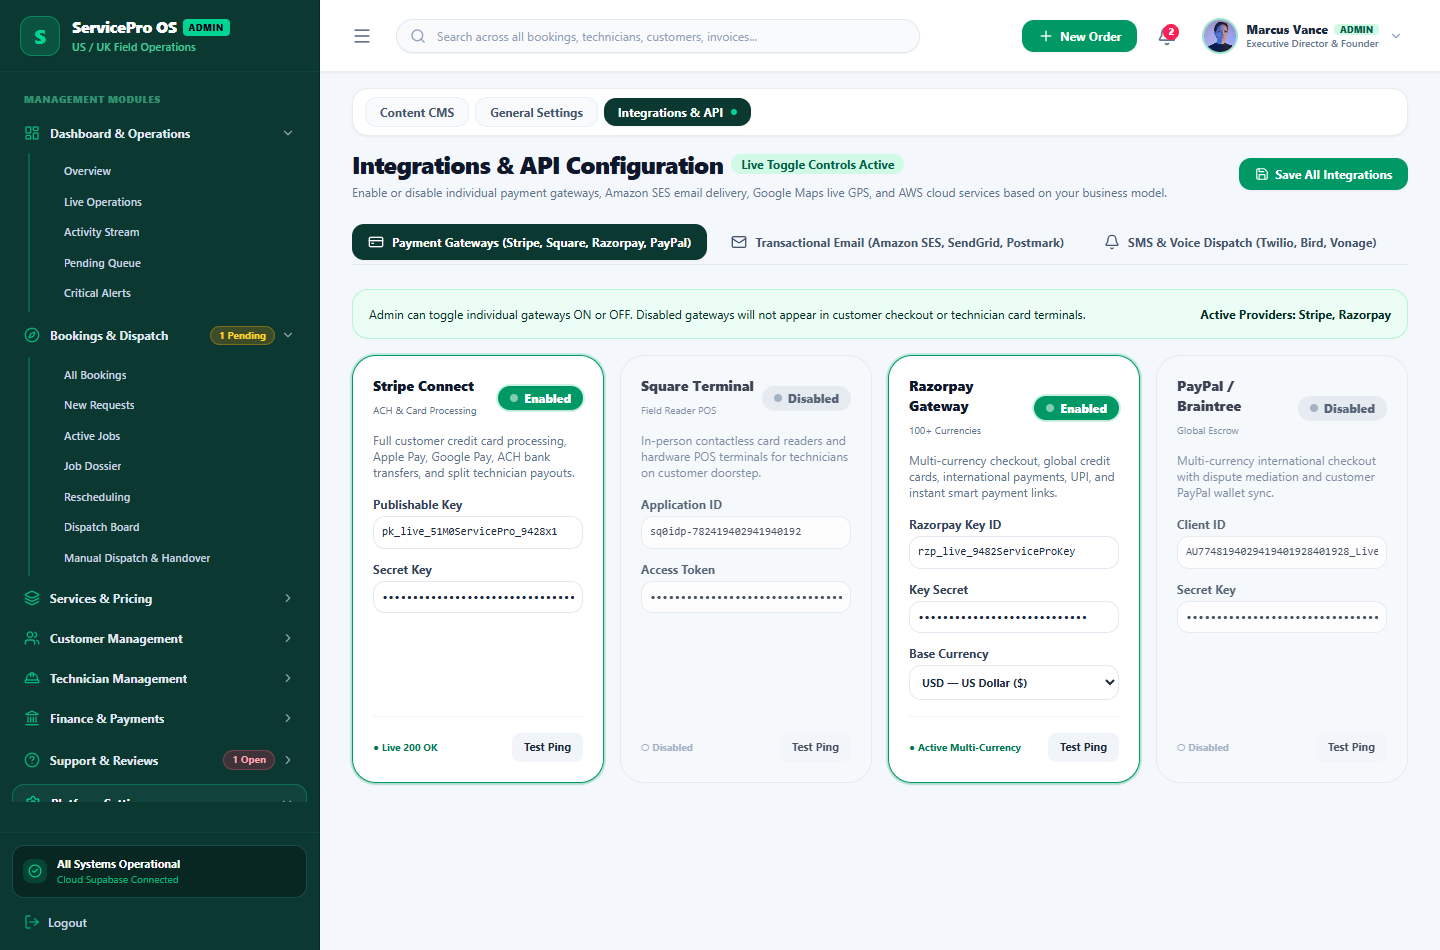 S
ServicePro OS ADMIN
US / UK Field Operations
MANAGEMENT MODULES
Dashboard & Operations
Overview
Live Operations
Activity Stream
Pending Queue
Critical Alerts
Bookings & Dispatch 1 Pending
All Bookings
New Requests
Active Jobs
Job Dossier
Rescheduling
Dispatch Board
Manual Dispatch & Handover
Services & Pricing
Customer Management
Technician Management
Finance & Payments
Support & Reviews 1 Open
All Systems Operational
Cloud Supabase Connected
Logout
Search across all bookings, technicians, customers, invoices...
New Order
2
Marcus Vance ADMIN
Executive Director & Founder
Content CMS
General Settings
Integrations & API
Integrations & API Configuration Live Toggle Controls Active
Enable or disable individual payment gateways, Amazon SES email delivery, Google Maps live GPS, and AWS cloud services based on your business model.
Save All Integrations
Payment Gateways (Stripe, Square, Razorpay, PayPal)
Transactional Email (Amazon SES, SendGrid, Postmark)
SMS & Voice Dispatch (Twilio, Bird, Vonage)
Admin can toggle individual gateways ON or OFF. Disabled gateways will not appear in customer checkout or technician card terminals.
Active Providers: Stripe, Razorpay
Stripe Connect
ACH & Card Processing
Enabled
Full customer credit card processing,
Apple Pay, Google Pay, ACH bank
transfers, and split technician payouts.
Publishable Key
pk_live_51M0ServicePro_9428x1
Secret Key
● Live 200 OK
Test Ping
Square Terminal
Field Reader POS
Disabled
In-person contactless card readers and
hardware POS terminals for technicians
on customer doorstep.
Application ID
sq0idp-782419402941940192
Access Token
○ Disabled
Test Ping
Razorpay
Gateway
100+ Currencies
Enabled
Multi-currency checkout, global credit
cards, international payments, UPI, and
instant smart payment links.
Razorpay Key ID
rzp_live_9482ServiceProKey
Key Secret
Base Currency
USD — US Dollar ($)
● Active Multi-Currency
Test Ping
PayPal /
Braintree
Global Escrow
Disabled
Multi-currency international checkout
with dispute mediation and customer
PayPal wallet sync.
Client ID
AU7748194029419401928401928_Live
Secret Key
○ Disabled
Test Ping